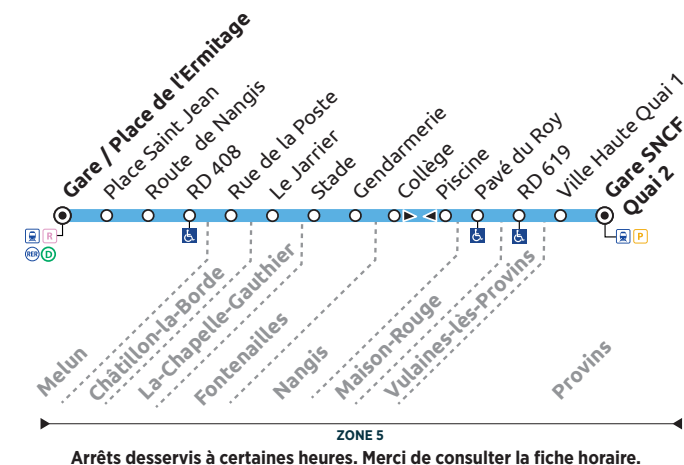 Gare / Place de l'Ermitage
Place Saint Jean
Route de Nangis
RD 408
Rue de la Poste
Le Jarrier
Stade
Gendarmerie
Collège
Piscine
Pavé du Roy
RD 619
Ville Haute Quai 1
Gare SNCF
Quai 2
R
RER D
P
Melun
Châtillon-la-Borde
La-Chapelle-Gauthier
Fontenailles
Nangis
Maison-Rouge
Vulaines-lès-Provins
Provins
ZONE 5
Arrêts desservis à certaines heures. Merci de consulter la fiche horaire.